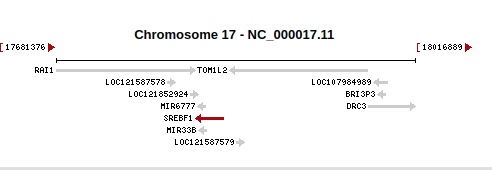 Chromosome 17 - NC_000017.11
[ 17681376 [ 18016889
RAI1 TOM1L2
LOC121587578 LOC107984989
LOC121852924 BRI3P3
MIR6777 DRC3
SREBF1
MIR33B
LOC121587579